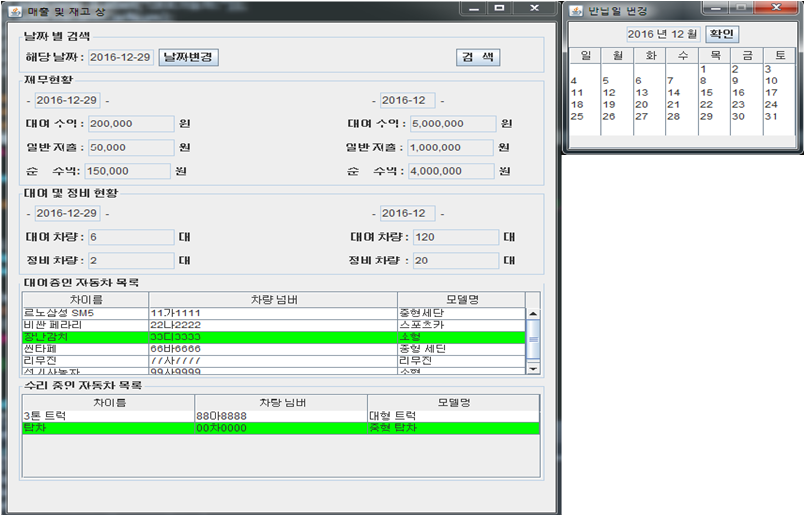 매출 및 재고 상
날짜 별 검색
해당 날짜 : 2016-12-29 날짜변경 검 색
재무현황
- 2016-12-29 - - 2016-12 -
대여 수익 : 200,000 원 대여 수익 : 5,000,000 원
일반 지출 : 50,000 원 일반 지출 : 1,000,000 원
순 수익 : 150,000 원 순 수익 : 4,000,000 원
대여 및 정비 현황
- 2016-12-29 - - 2016-12 -
대여 차량 : 6 대 대여 차량 : 120 대
정비 차량 : 2 대 정비 차량 : 20 대
대여중인 자동차 목록
차이름 차량 넘버 모델명
르노삼성 SM5 11가1111 중형세단
비싼 페라리 22나2222 스포츠카
장난감치 33다3333 소형
싼타페 66바6666 중형 세딘
리무진 77사7777 리무진
99사9999 소형
수리 중인 자동차 목록
차이름 차량 넘버 모델명
3톤 트럭 88아8888 대형 트럭
탑차 00차0000 중형 탑차
반납일 변경
2016 년 12 월 확인
일 월 화 수 목 금 토
1 2 3
4 5 6 7 8 9 10
11 12 13 14 15 16 17
18 19 20 21 22 23 24
25 26 27 28 29 30 31